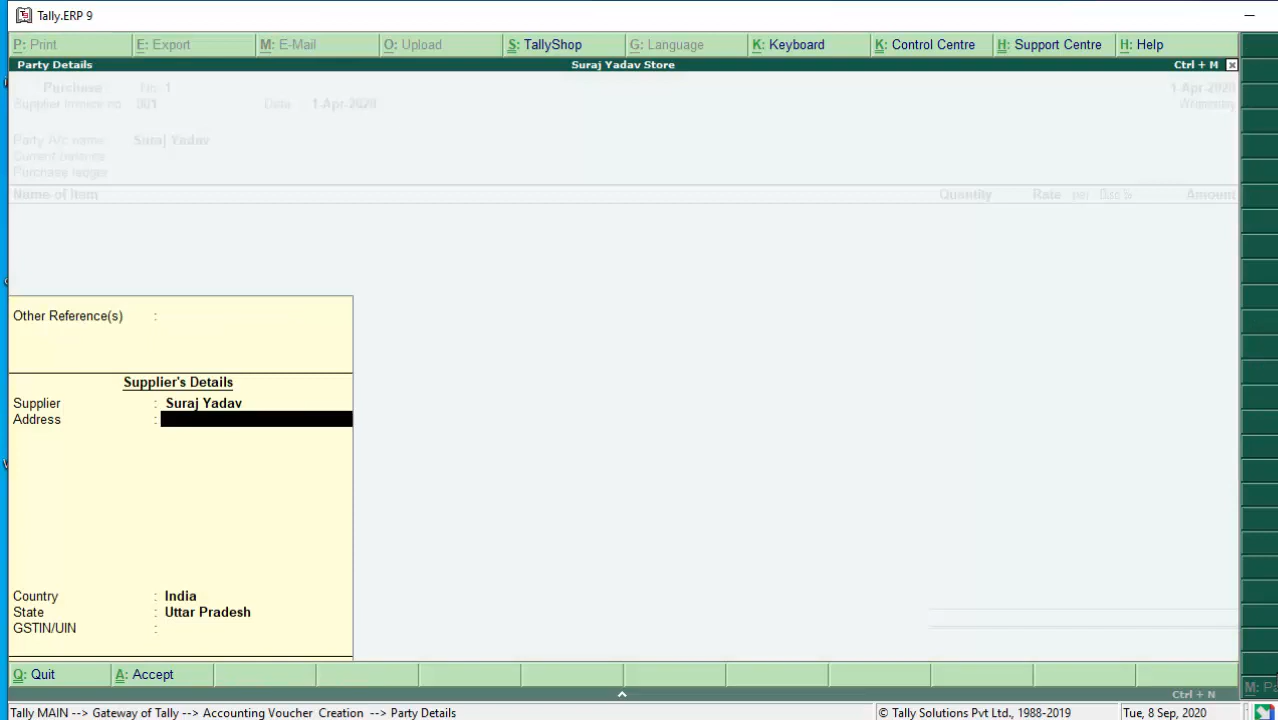 Tally.ERP 9
P: Print E: Export M: E-Mail O: Upload S: TallyShop G: Language K: Keyboard K: Control Centre H: Support Centre H: Help
Party Details Suraj Yadav Store Ctrl + M
Purchase No. 1 1-Apr-2020
Supplier Invoice no. 001 Date : 1-Apr-2020 Wednesday
Party A/c name : Suraj Yadav
Current balance :
Purchase ledger :
Name of Item Quantity Rate per Disc % Amount
Other Reference(s) :
Supplier's Details
Supplier : Suraj Yadav
Address :
Country : India
State : Uttar Pradesh
GSTIN/UIN :
Q: Quit A: Accept
Ctrl + N
Tally MAIN --> Gateway of Tally --> Accounting Voucher Creation --> Party Details © Tally Solutions Pvt Ltd., 1988-2019 Tue, 8 Sep, 2020